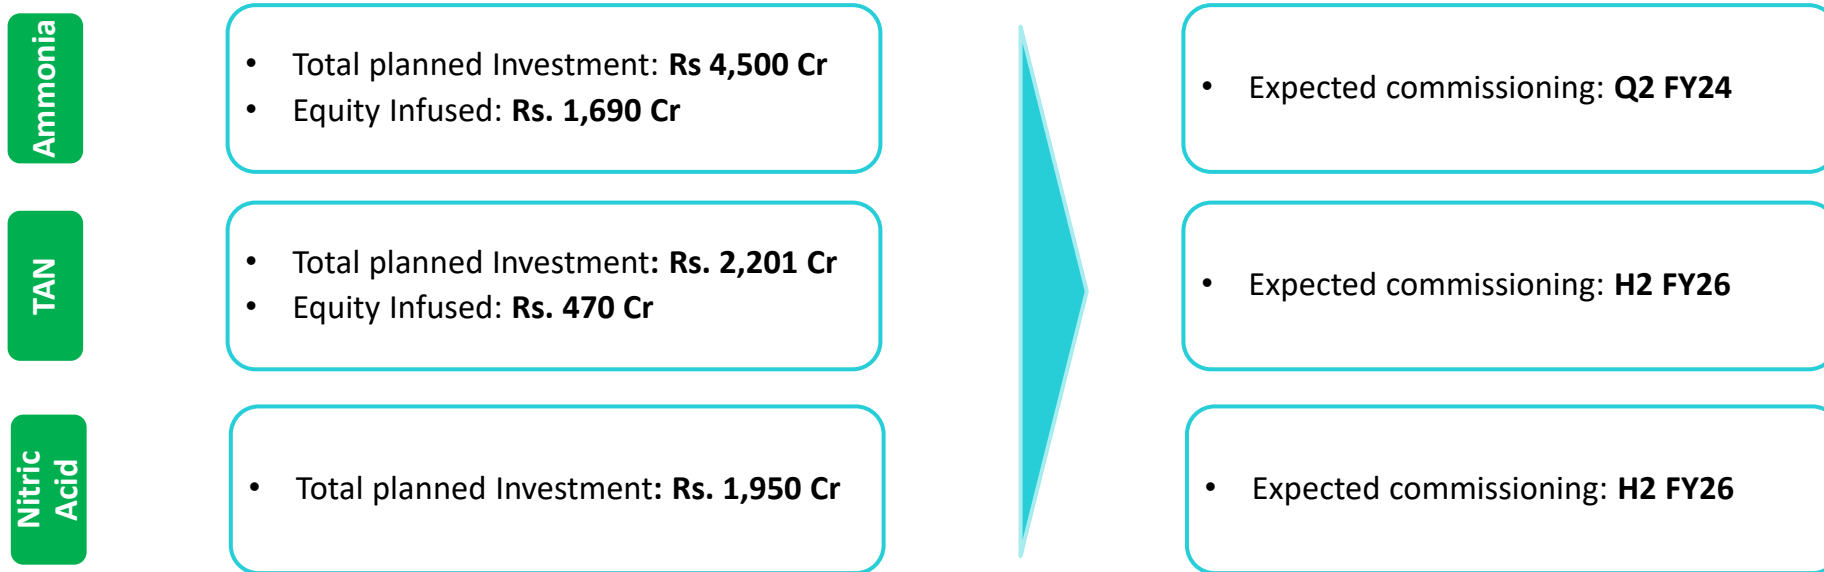 Ammonia
• Total planned Investment: Rs 4,500 Cr
• Equity Infused: Rs. 1,690 Cr
• Expected commissioning: Q2 FY24
TAN
• Total planned Investment: Rs. 2,201 Cr
• Equity Infused: Rs. 470 Cr
• Expected commissioning: H2 FY26
Nitric
Acid
• Total planned Investment: Rs. 1,950 Cr
• Expected commissioning: H2 FY26